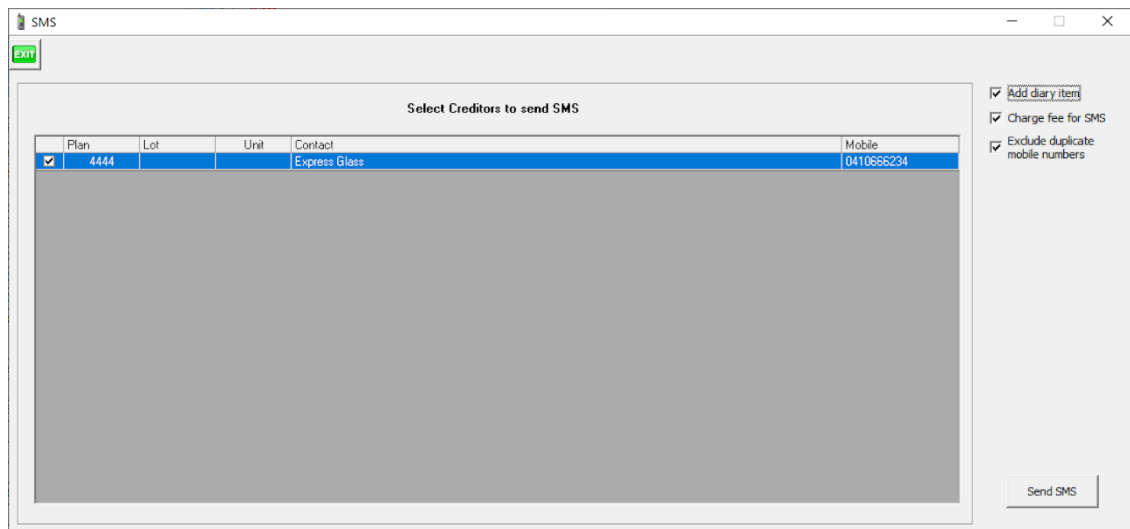 SMS
EXIT
Select Creditors to send SMS
Plan Lot Unit Contact Mobile
4444 Express Glass 0410666234
Add diary item
Charge fee for SMS
Exclude duplicate
mobile numbers
Send SMS